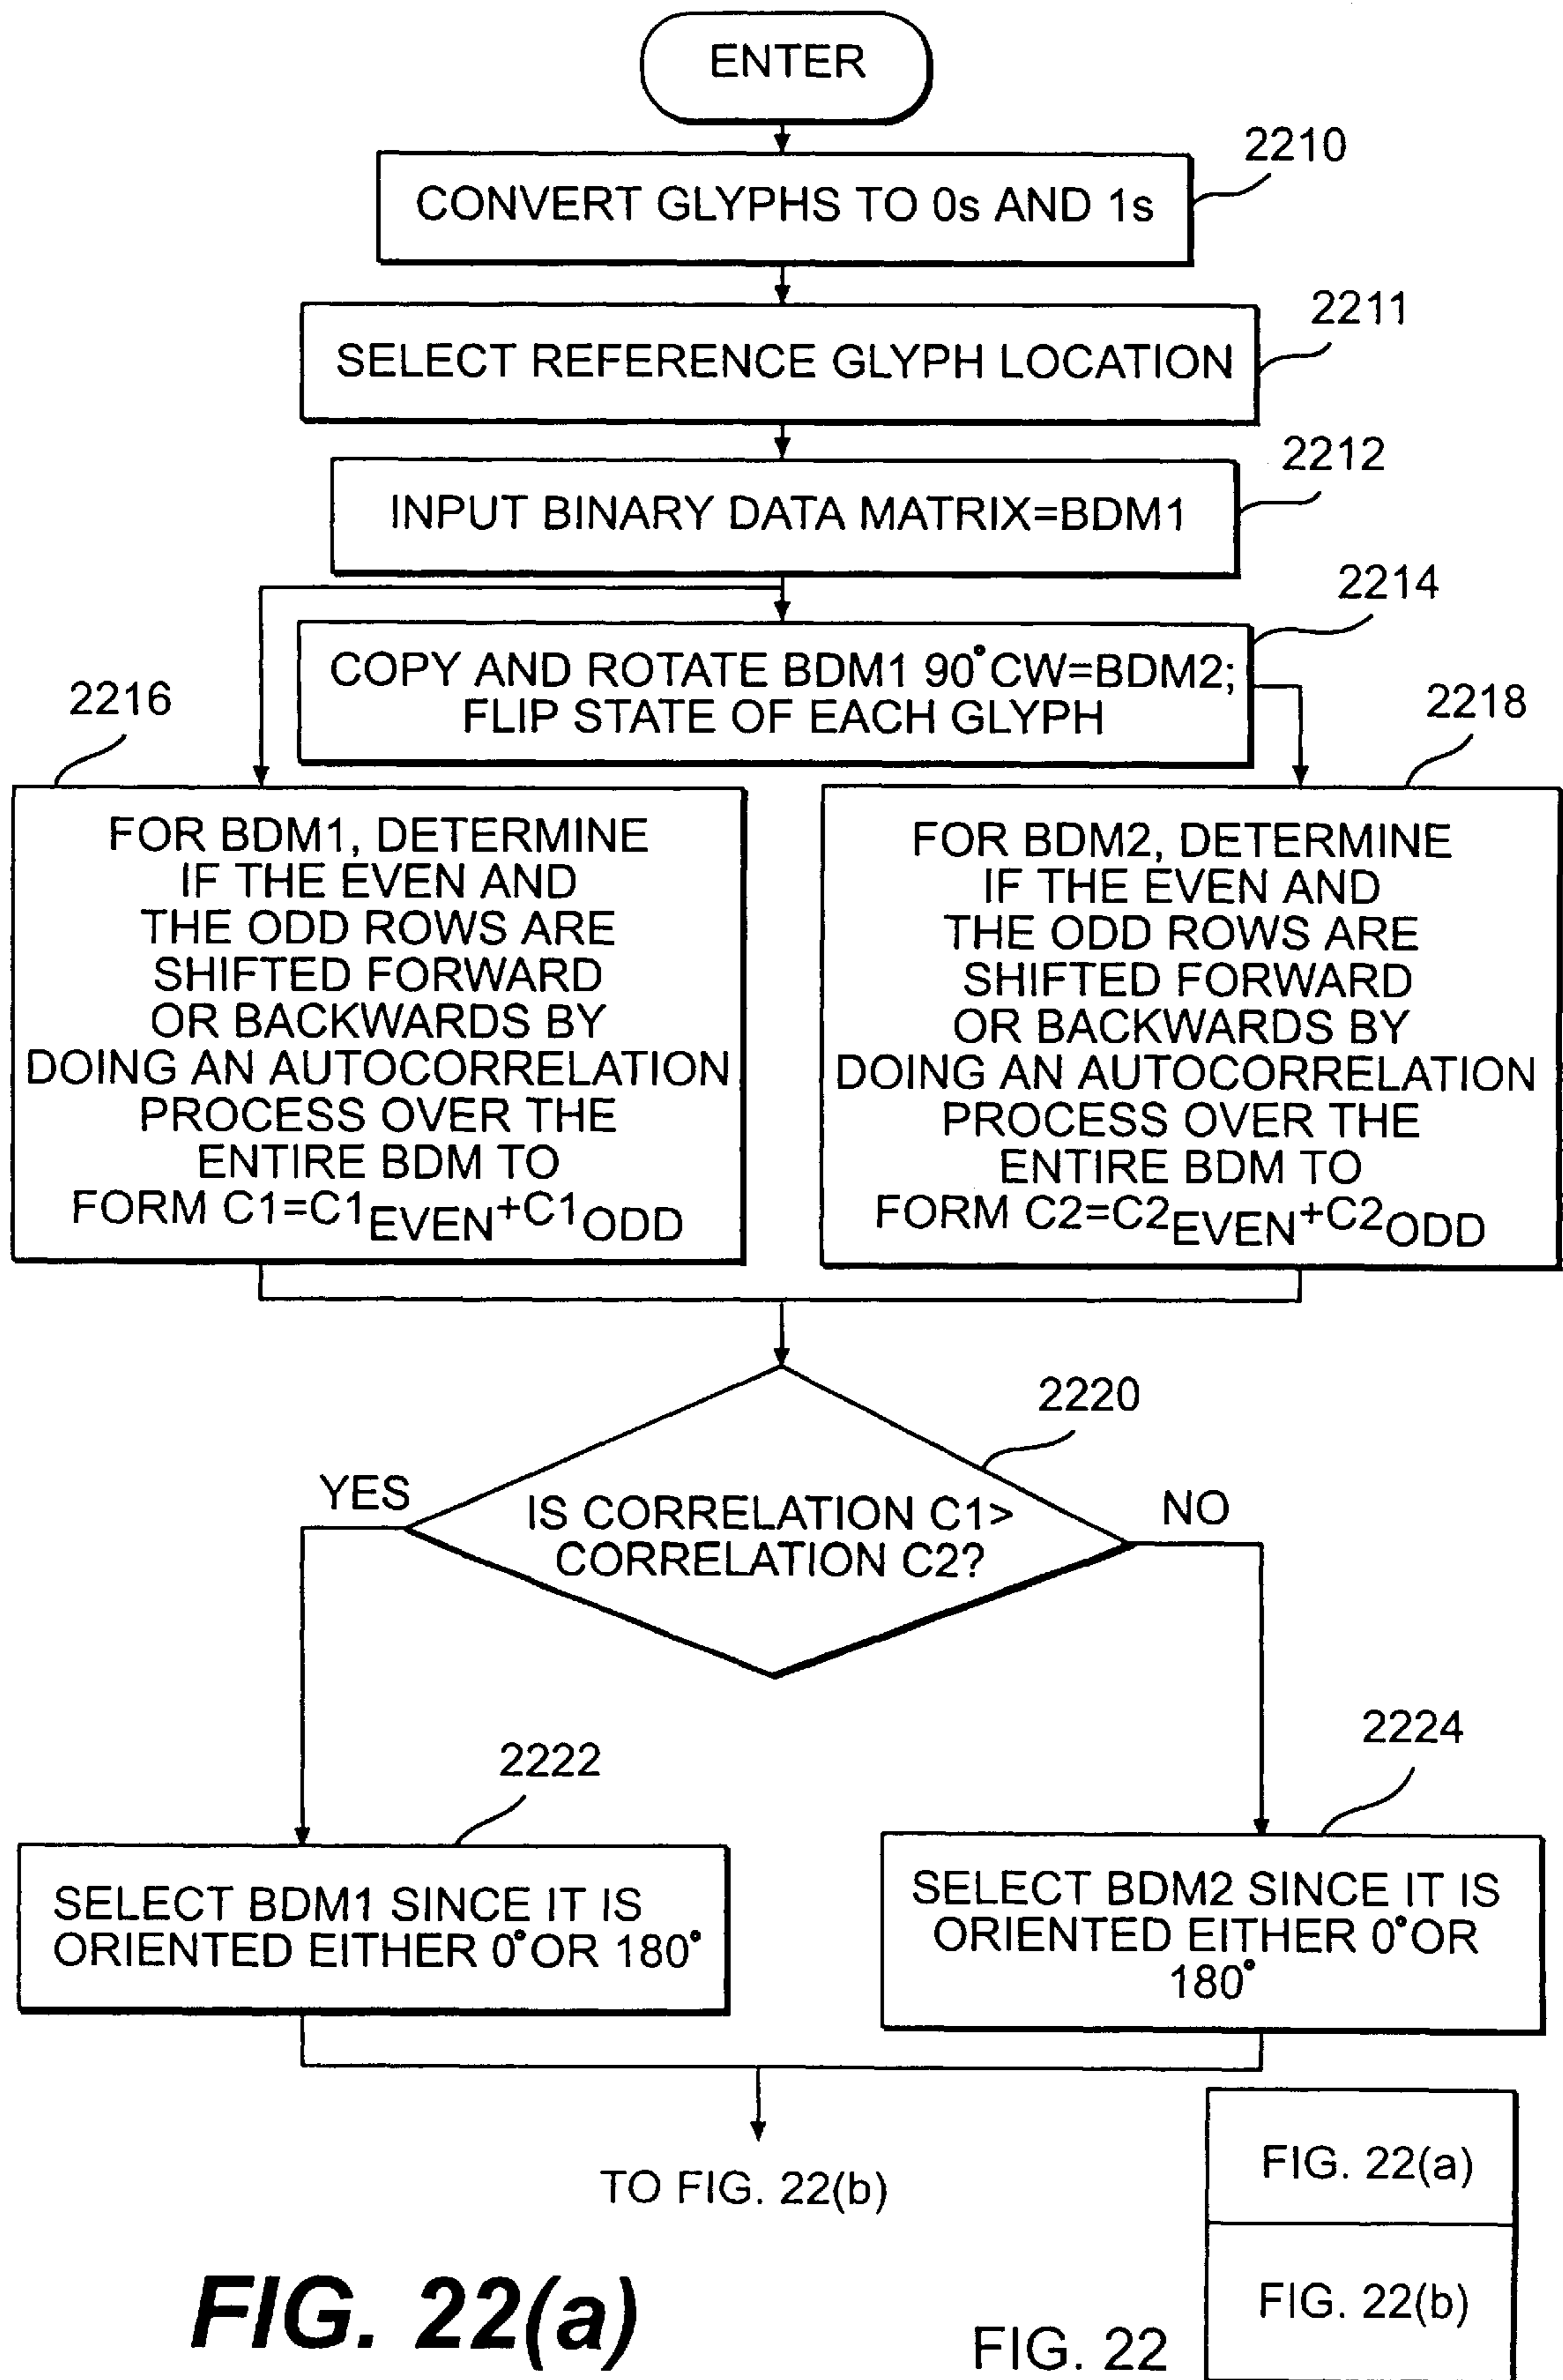 ENTER
2210
CONVERT GLYPHS TO 0s AND 1s
2211
SELECT REFERENCE GLYPH LOCATION
2212
INPUT BINARY DATA MATRIX=BDM1
2214
COPY AND ROTATE BDM1 90°CW=BDM2;
FLIP STATE OF EACH GLYPH
2216
2218
FOR BDM1, DETERMINE
IF THE EVEN AND
THE ODD ROWS ARE
SHIFTED FORWARD
OR BACKWARDS BY
DOING AN AUTOCORRELATION
PROCESS OVER THE
ENTIRE BDM TO
FORM C1=C1EVEN+C1ODD
FOR BDM2, DETERMINE
IF THE EVEN AND
THE ODD ROWS ARE
SHIFTED FORWARD
OR BACKWARDS BY
DOING AN AUTOCORRELATION
PROCESS OVER THE
ENTIRE BDM TO
FORM C2=C2EVEN+C2ODD
2220
YES
IS CORRELATION C1>
CORRELATION C2?
NO
2222
2224
SELECT BDM1 SINCE IT IS
ORIENTED EITHER 0°OR 180°
SELECT BDM2 SINCE IT IS
ORIENTED EITHER 0°OR
180°
TO FIG. 22(b)
FIG. 22(a)
FIG. 22(b)
FIG. 22(a)
FIG. 22